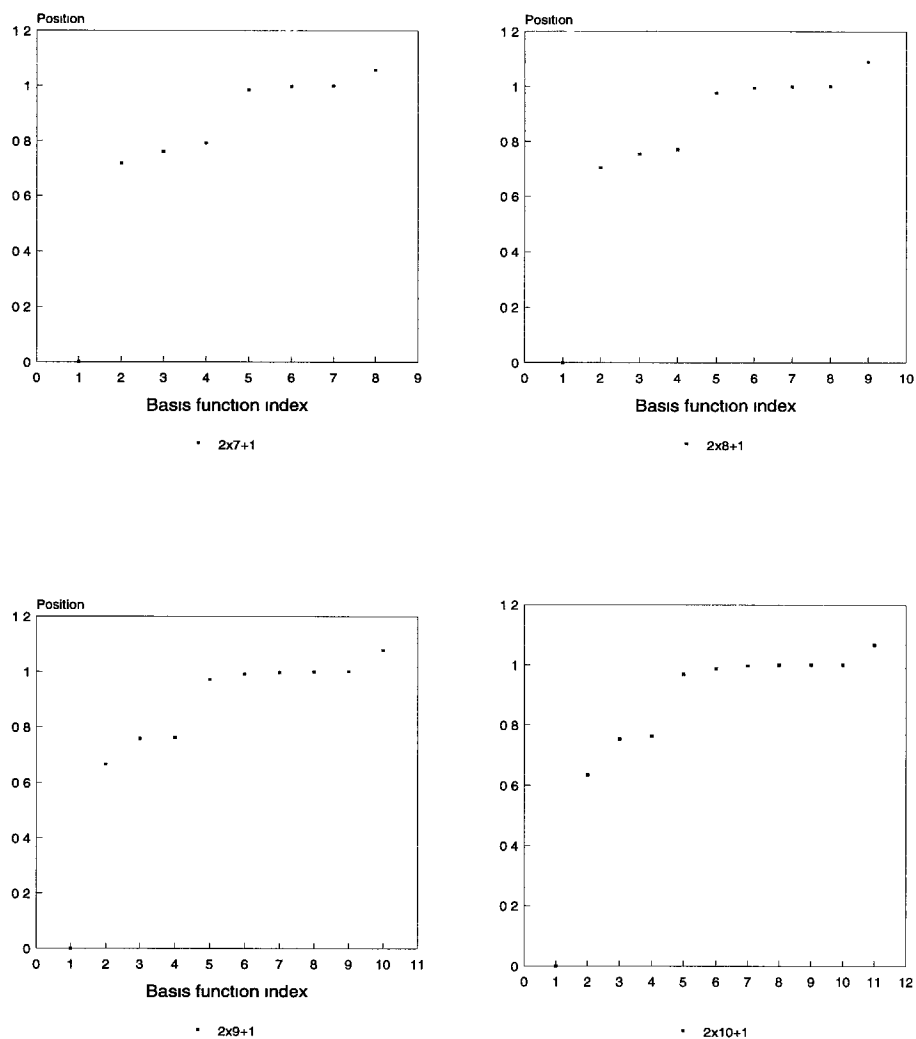 Position
1 2
1
0 8
0 6
0 4
0 2
0
0 1 2 3 4 5 6 7 8 9
Basis function index
2x7+1
Position
1 2
1
0 8
0 6
0 4
0 2
0
0 1 2 3 4 5 6 7 8 9 10
Basis function index
2x8+1
Position
1 2
1
0 8
0 6
0 4
0 2
0
0 1 2 3 4 5 6 7 8 9 10 11
Basis function index
2x9+1
1 2
1
0 8
0 6
0 4
0 2
0
0 1 2 3 4 5 6 7 8 9 10 11 12
2x10+1